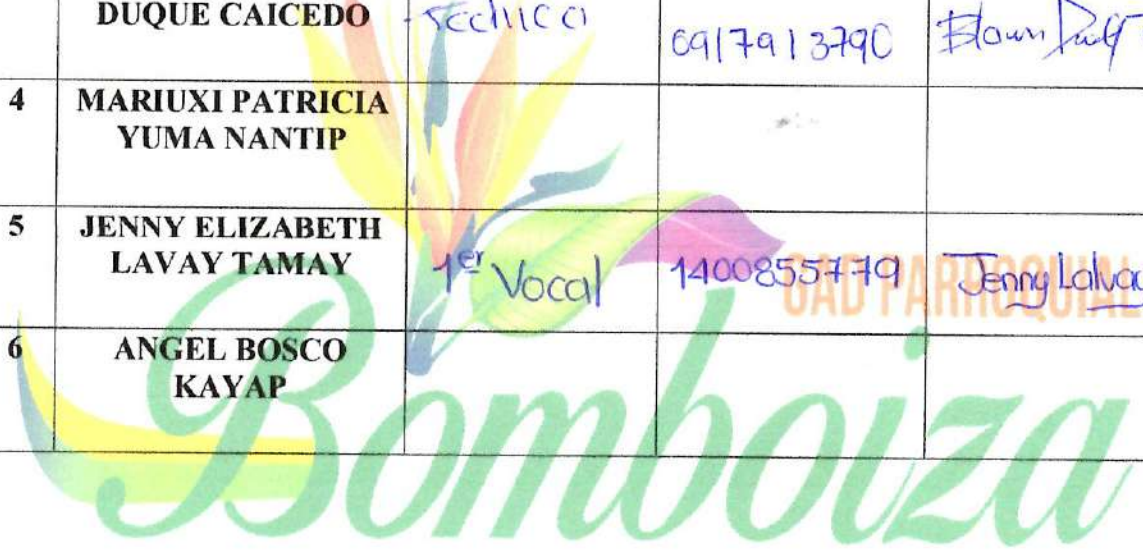 DUQUE CAICEDO Tecnico 0917913790
4 MARIUXI PATRICIA
YUMA NANTIP
5 JENNY ELIZABETH
LAVAY TAMAY 1er Vocal 1400855779 Jenny Lalvay
6 ANGEL BOSCO
KAYAP
GAD PARROQUIAL
Bomboiza